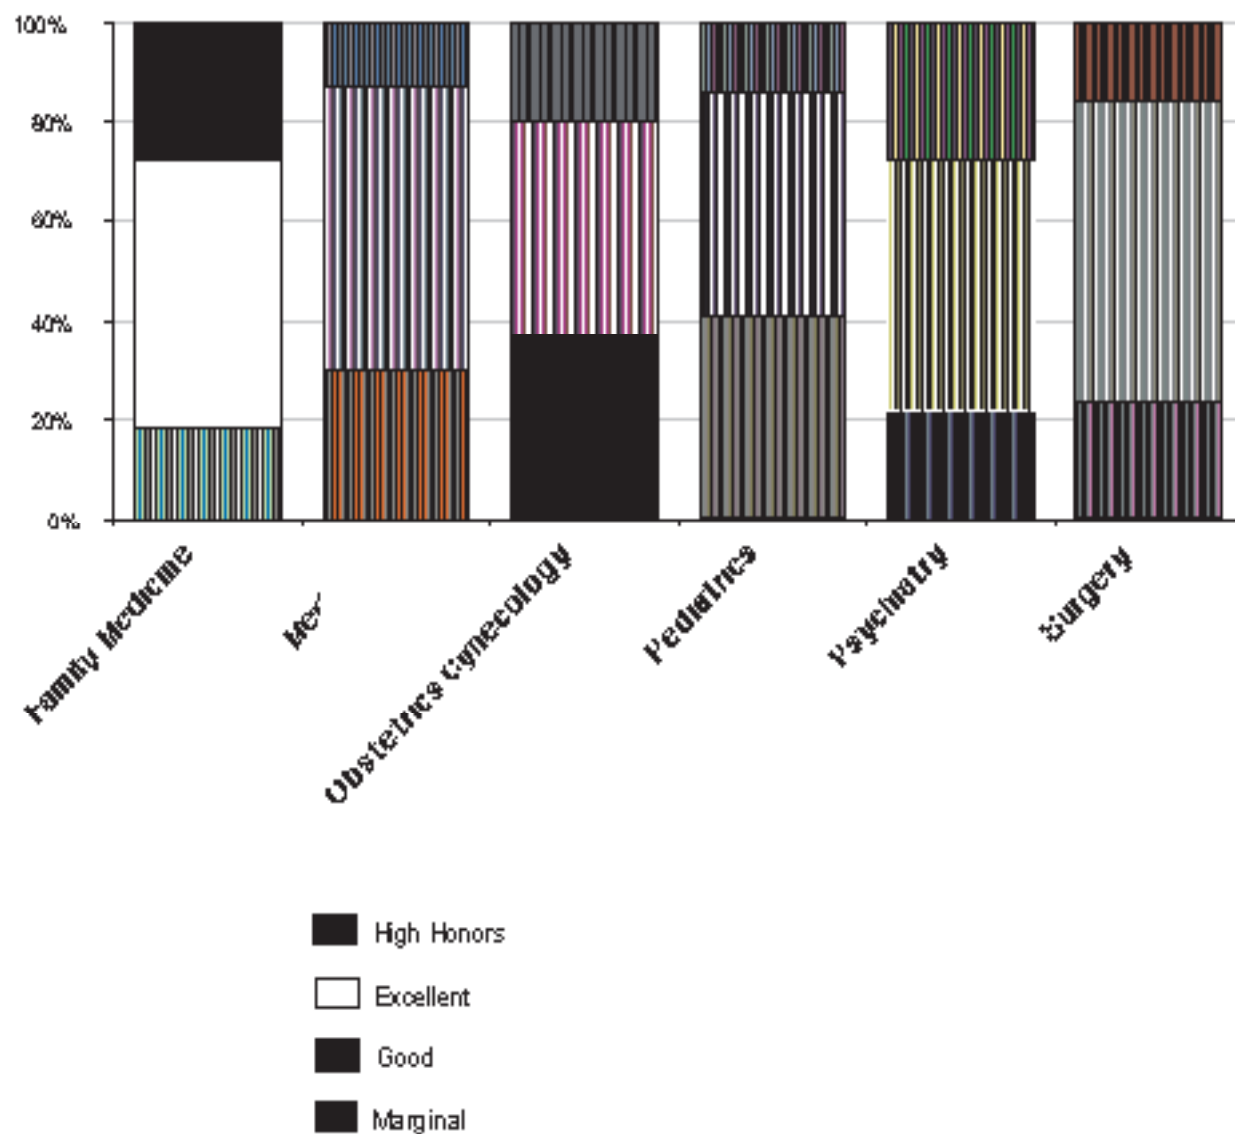 100%
80%
60%
40%
20%
0%
Family Medicine
Obstetrics Gynecology
Pediatrics
Psychiatry
Surgery
High Honors
Excellent
Good
Marginal